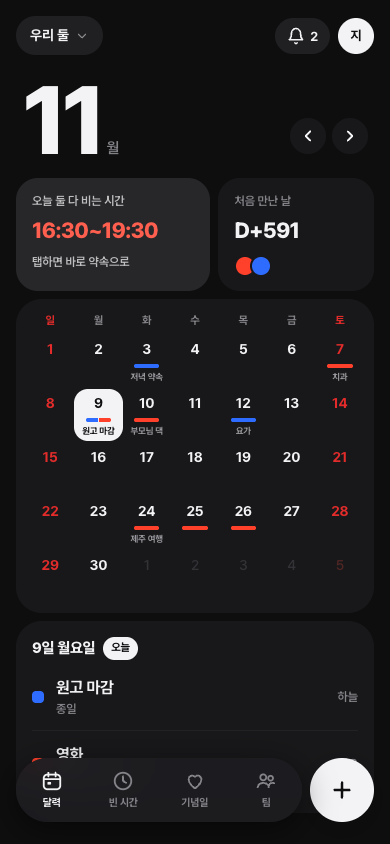 우리 둘
2
지
11 월
오늘 둘 다 비는 시간
16:30~19:30
탭하면 바로 약속으로
처음 만난 날
D+591
일 월 화 수 목 금 토
1 2 3 4 5 6 7
저녁 약속 치과
8 9 10 11 12 13 14
원고 마감 부모님 댁 요가
15 16 17 18 19 20 21
22 23 24 25 26 27 28
제주 여행
29 30 1 2 3 4 5
9일 월요일 오늘
원고 마감 하늘
종일
영화
달력 빈 시간 기념일 팀